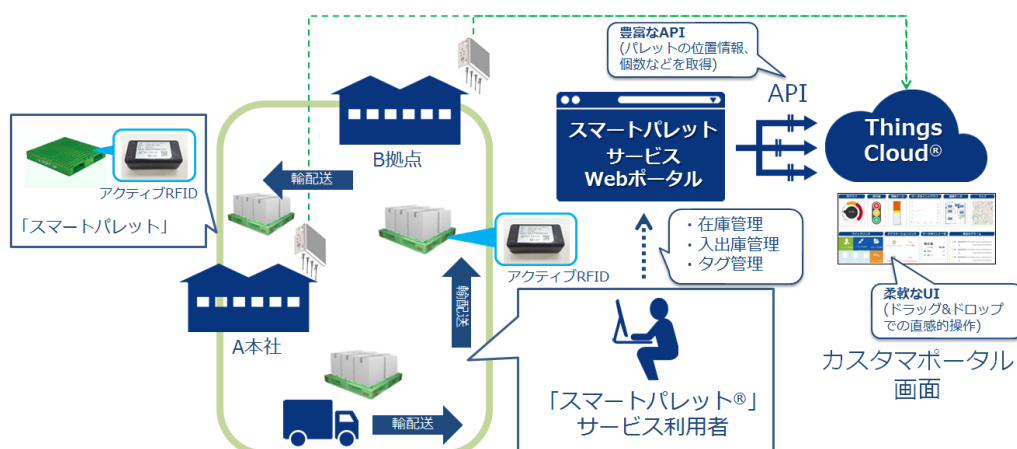 豊富なAPI
(パレットの位置情報、
個数などを取得)
API
Things
Cloud®
スマートパレット
サービス
Webポータル
B拠点
アクティブRFID
「スマートパレット」
輸配送
アクティブRFID
・在庫管理
・入出庫管理
・タグ管理
輸配送
A本社
柔軟なUI
(ドラッグ&ドロップ
での直感的操作)
カスタマポータル
画面
「スマートパレット®」
サービス利用者
輸配送